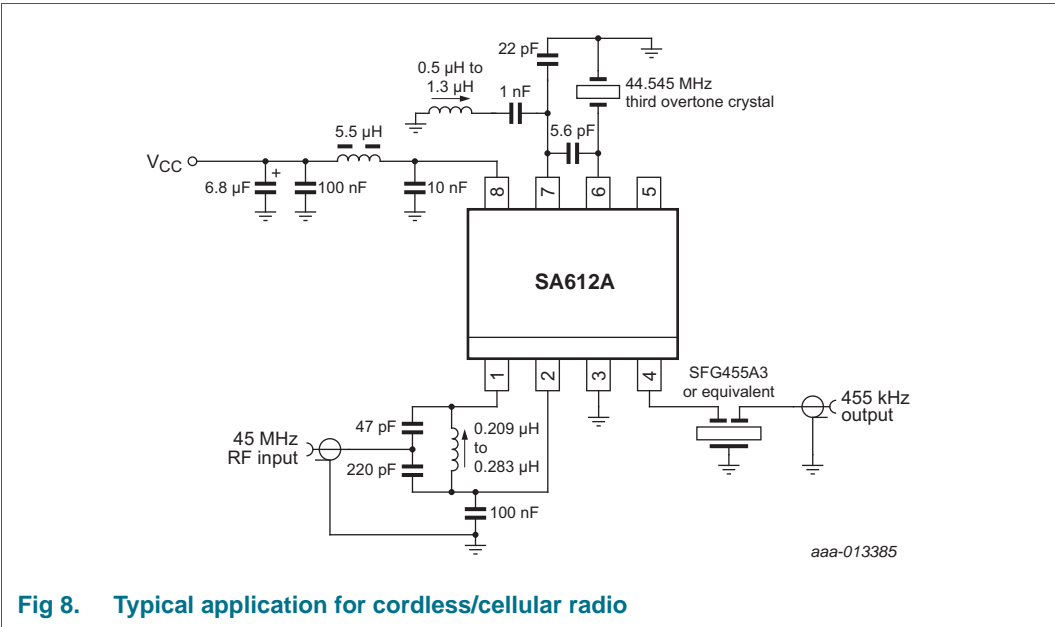 22 pF
0.5 μH to
1.3 μH
1 nF
44.545 MHz
third overtone crystal
5.6 pF
5.5 μH
VCC
6.8 μF
+
100 nF
10 nF
8
7
6
5
SA612A
1
2
3
4
SFG455A3
or equivalent
455 kHz
output
47 pF
0.209 μH
to
0.283 μH
45 MHz
RF input
220 pF
100 nF
aaa-013385
Fig 8. Typical application for cordless/cellular radio